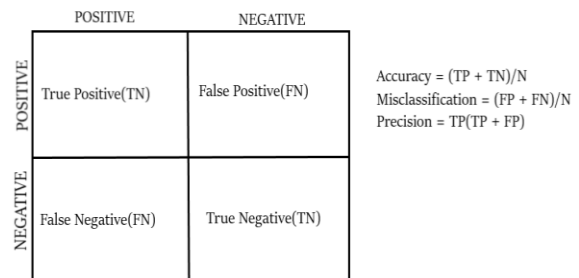 POSITIVE NEGATIVE
POSITIVE
True Positive(TN) False Positive(FN)
Accuracy = (TP + TN)/N
Misclassification = (FP + FN)/N
Precision = TP(TP + FP)
NEGATIVE
False Negative(FN) True Negative(TN)